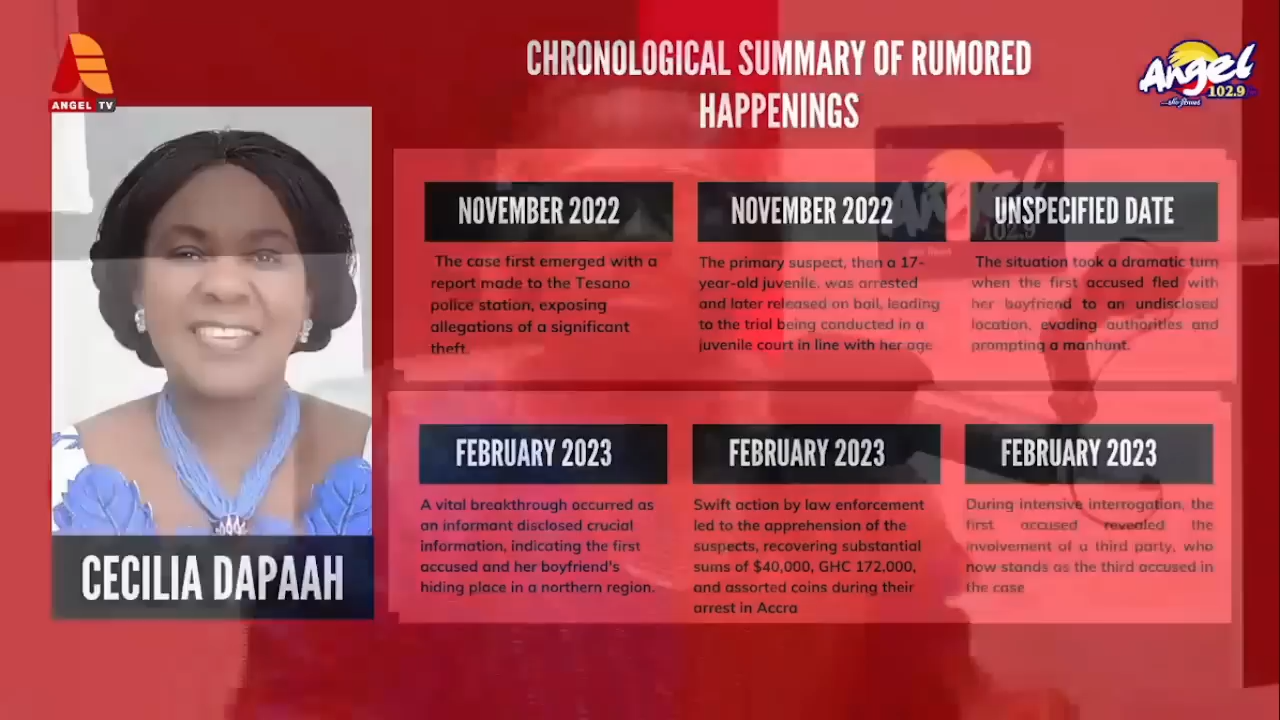 ANGEL TV
CHRONOLOGICAL SUMMARY OF RUMORED
HAPPENINGS
Angel
102.9
NOVEMBER 2022
The case first emerged with a
report made to the Tesano
police station, exposing
allegations of a significant
theft.
NOVEMBER 2022
The primary suspect, then a 17-
year-old juvenile, was arrested
and later released on bail, leading
to the trial being conducted in a
juvenile court in line with her age
UNSPECIFIED DATE
The situation took a dramatic turn
when the first accused fled with
her boyfriend to an undisclosed
location, evading authorities and
prompting a manhunt.
FEBRUARY 2023
A vital breakthrough occurred as
an informant disclosed crucial
information, indicating the first
accused and her boyfriend's
hiding place in a northern region.
FEBRUARY 2023
Swift action by law enforcement
led to the apprehension of the
suspects, recovering substantial
sums of $40,000, GHC 172,000,
and assorted coins during their
arrest in Accra
FEBRUARY 2023
During intensive interrogation, the
first accused revealed the
involvement of a third party, who
now stands as the third accused in
the case
CECILIA DAPAAH
Angel
102.9